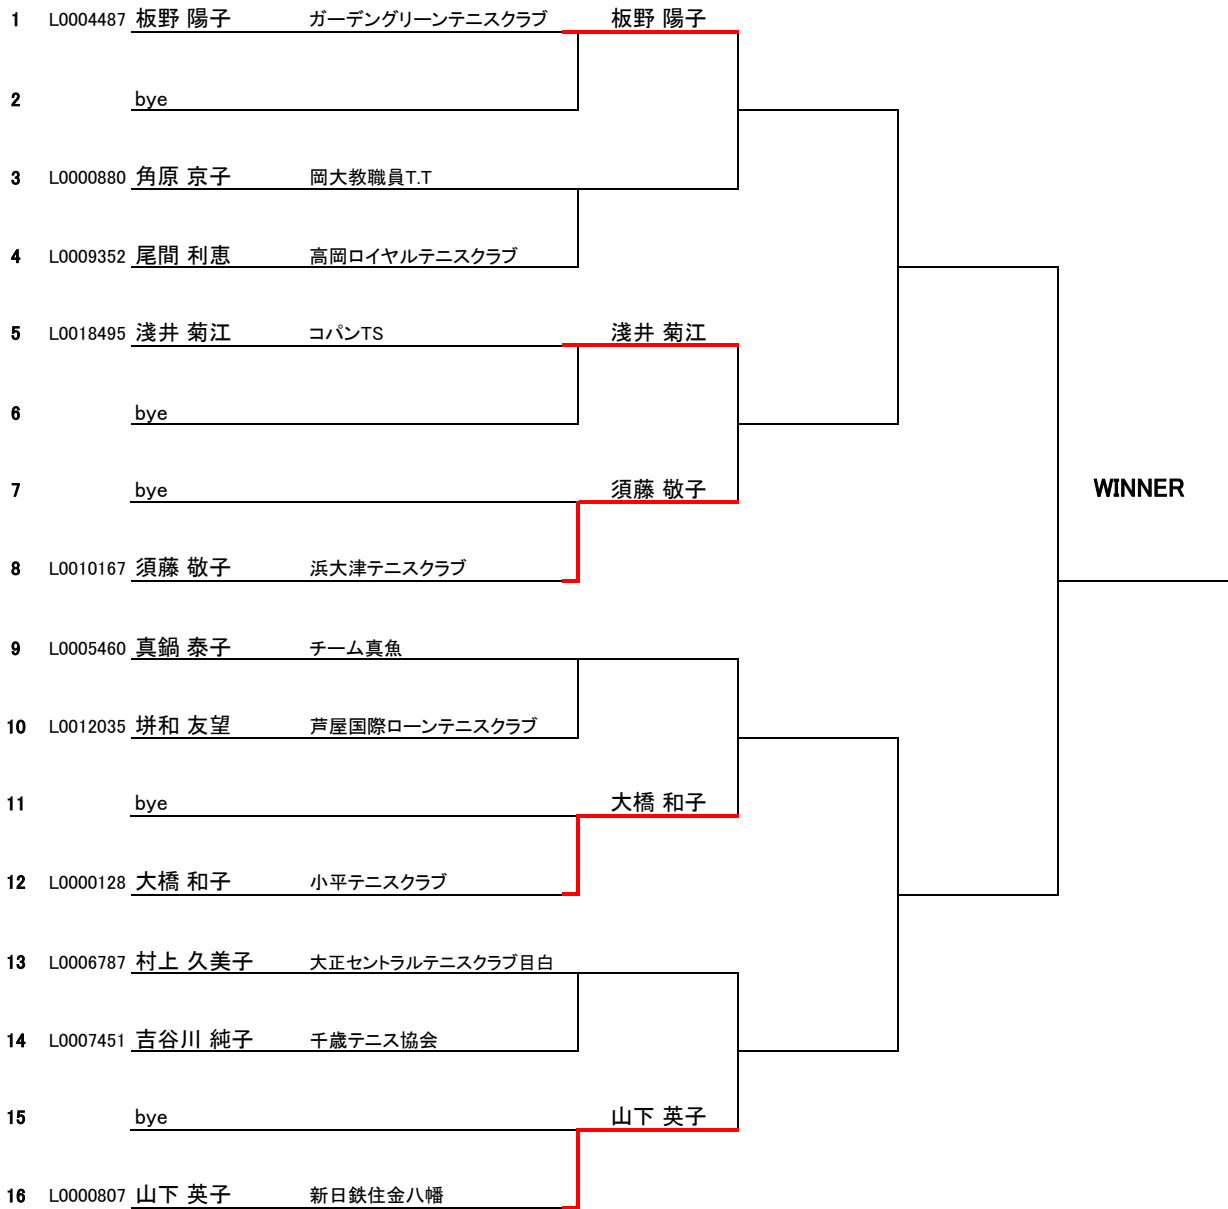 1 L0004487 板野 陽子 ガーデングリーンテニスクラブ 板野 陽子
2 bye
3 L0000880 角原 京子 岡大教職員T.T
4 L0009352 尾間 利恵 高岡ロイヤルテニスクラブ
5 L0018495 淺井 菊江 コパンTS 淺井 菊江
6 bye
7 bye 須藤 敬子 WINNER
8 L0010167 須藤 敬子 浜大津テニスクラブ
9 L0005460 真鍋 泰子 チーム真魚
10 L0012035 垪和 友望 芦屋国際ローンテニスクラブ
11 bye 大橋 和子
12 L0000128 大橋 和子 小平テニスクラブ
13 L0006787 村上 久美子 大正セントラルテニスクラブ目白
14 L0007451 吉谷川 純子 千歳テニス協会
15 bye 山下 英子
16 L0000807 山下 英子 新日鉄住金八幡